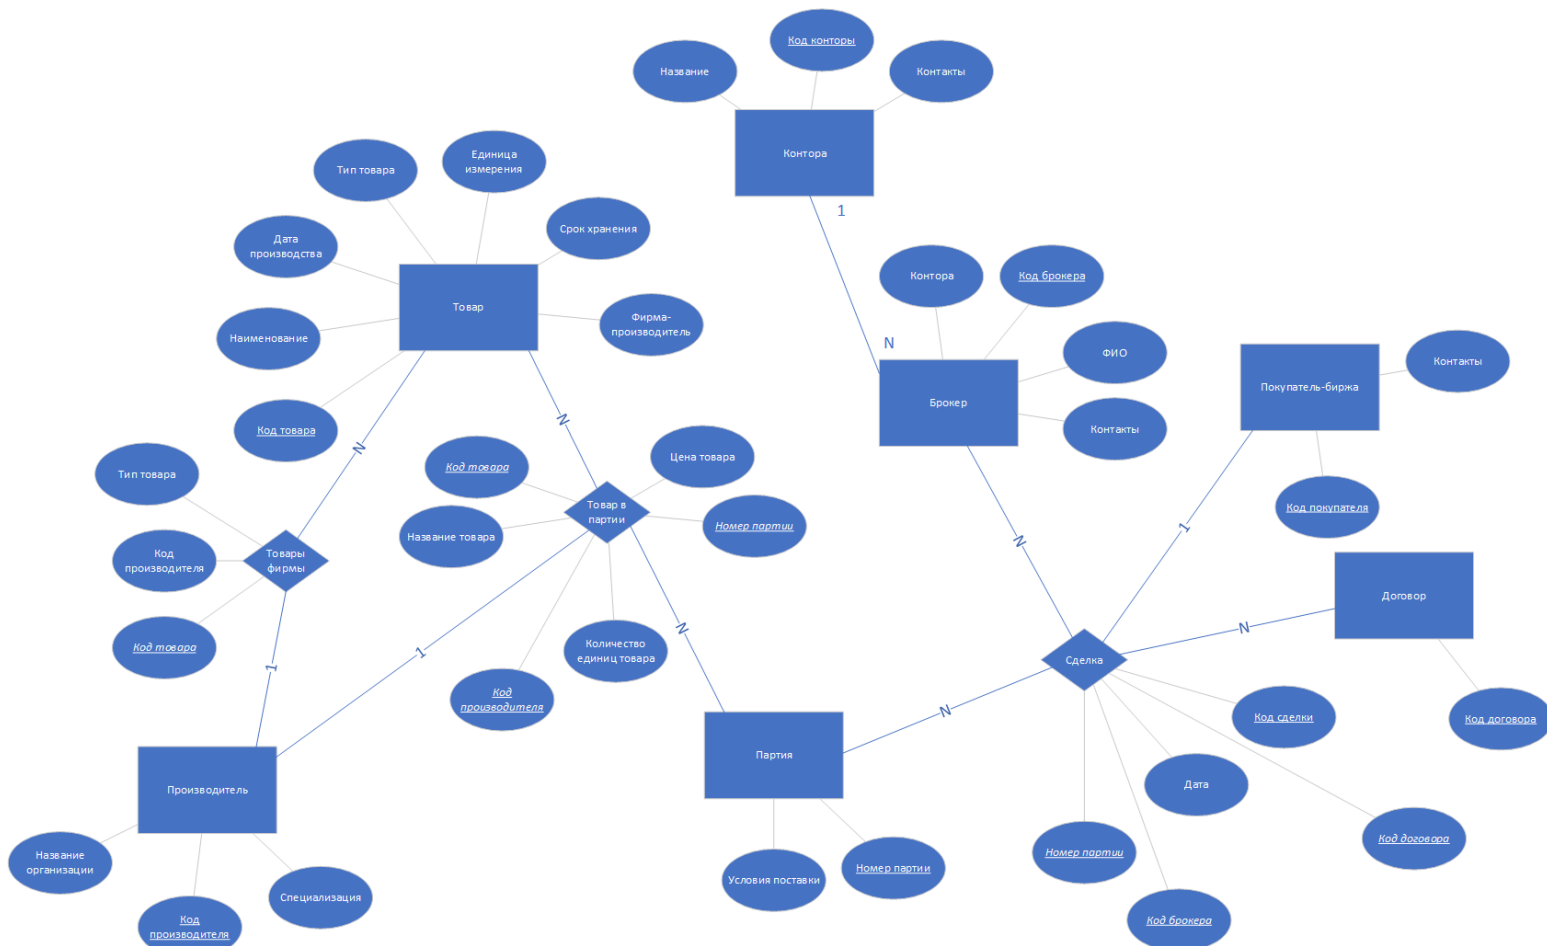 Код конторы
Название
Контакты
Контора
1
N
Тип товара
Единица
измерения
Срок хранения
Дата
производства
Товар
Фирма-
производитель
Наименование
Код товара
N
N
Контора
Код брокера
ФИО
Брокер
Контакты
Покупатель-биржа
Контакты
Код покупателя
Тип товара
Код
производителя
Товары
фирмы
Код товара
1
Код товара
Цена товара
Товар в
партии
Название товара
Номер партии
Количество
единиц товара
Код
производителя
1
N
N
1
N
N
Договор
Код договора
Сделка
Код сделки
Дата
Номер партии
Код договора
Код брокера
Партия
Условия поставки
Номер партии
Производитель
Название
организации
Код
производителя
Специализация